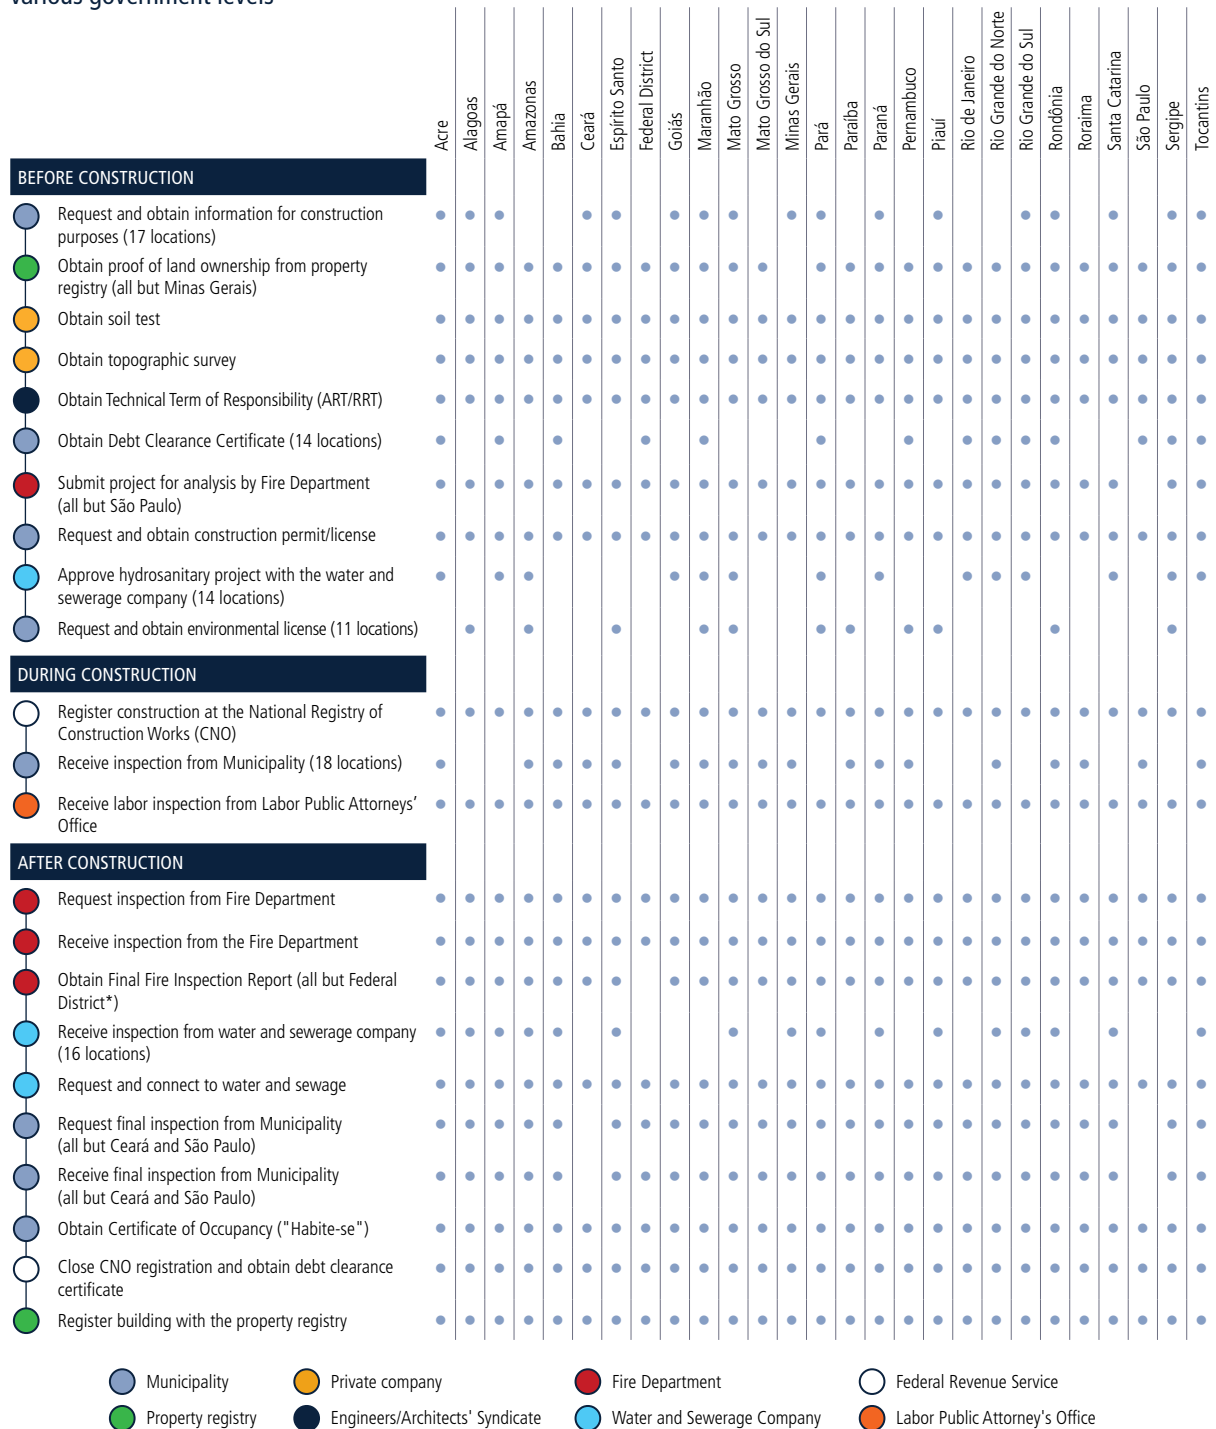 various government levels
Acre
Alagoas
Amapá
Amazonas
Bahia
Ceará
Espírito Santo
Federal District
Goiás
Maranhão
Mato Grosso
Mato Grosso do Sul
Minas Gerais
Pará
Paraíba
Paraná
Pernambuco
Piauí
Rio de Janeiro
Rio Grande do Norte
Rio Grande do Sul
Rondônia
Roraima
Santa Catarina
São Paulo
Sergipe
Tocantins
BEFORE CONSTRUCTION
Request and obtain information for construction
purposes (17 locations)
Obtain proof of land ownership from property
registry (all but Minas Gerais)
Obtain soil test
Obtain topographic survey
Obtain Technical Term of Responsibility (ART/RRT)
Obtain Debt Clearance Certificate (14 locations)
Submit project for analysis by Fire Department
(all but São Paulo)
Request and obtain construction permit/license
Approve hydrosanitary project with the water and
sewerage company (14 locations)
Request and obtain environmental license (11 locations)
DURING CONSTRUCTION
Register construction at the National Registry of
Construction Works (CNO)
Receive inspection from Municipality (18 locations)
Receive labor inspection from Labor Public Attorneys’
Office
AFTER CONSTRUCTION
Request inspection from Fire Department
Receive inspection from the Fire Department
Obtain Final Fire Inspection Report (all but Federal
District*)
Receive inspection from water and sewerage company
(16 locations)
Request and connect to water and sewage
Request final inspection from Municipality
(all but Ceará and São Paulo)
Receive final inspection from Municipality
(all but Ceará and São Paulo)
Obtain Certificate of Occupancy ("Habite-se")
Close CNO registration and obtain debt clearance
certificate
Register building with the property registry
Municipality Private company Fire Department Federal Revenue Service
Property registry Engineers/Architects' Syndicate Water and Sewerage Company Labor Public Attorney's Office